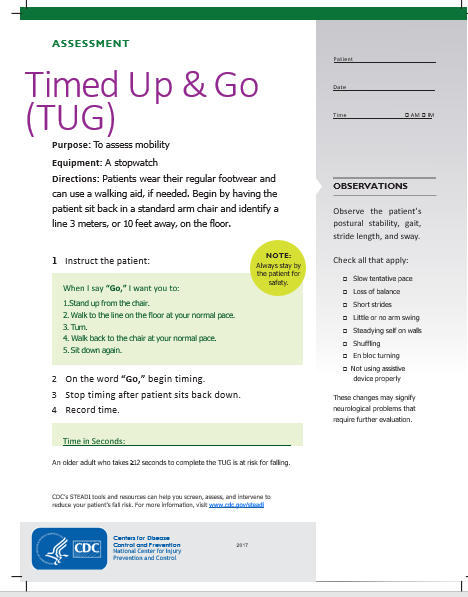 ASSESSMENT
Timed Up & Go
(TUG)
Purpose: To assess mobility
Equipment: A stopwatch
Directions: Patients wear their regular footwear and
can use a walking aid, if needed. Begin by having the
patient sit back in a standard arm chair and identify a
line 3 meters, or 10 feet away, on the floor.
1 Instruct the patient:
NOTE:
Always stay by
the patient for
safety.
When I say “Go,” I want you to:
1.Stand up from the chair.
2. Walk to the line on the floor at your normal pace.
3. Turn.
4. Walk back to the chair at your normal pace.
5. Sit down again.
2 On the word “Go,” begin timing.
3 Stop timing after patient sits back down.
4 Record time.
Time in Seconds:
An older adult who takes ≥12 seconds to complete the TUG is at risk for falling.
CDC’s STEADI tools and resources can help you screen, assess, and intervene to
reduce your patient’s fall risk. For more information, visit www.cdc.gov/steadi
CDC
Centers for Disease
Control and Prevention
National Center for Injury
Prevention and Control
2017
Patient
Date
Time ☐ AM ☐ PM
OBSERVATIONS
Observe the patient’s
postural stability, gait,
stride length, and sway.
Check all that apply:
☐ Slow tentative pace
☐ Loss of balance
☐ Short strides
☐ Little or no arm swing
☐ Steadying self on walls
☐ Shuffling
☐ En bloc turning
☐ Not using assistive
device properly
These changes may signify
neurological problems that
require further evaluation.